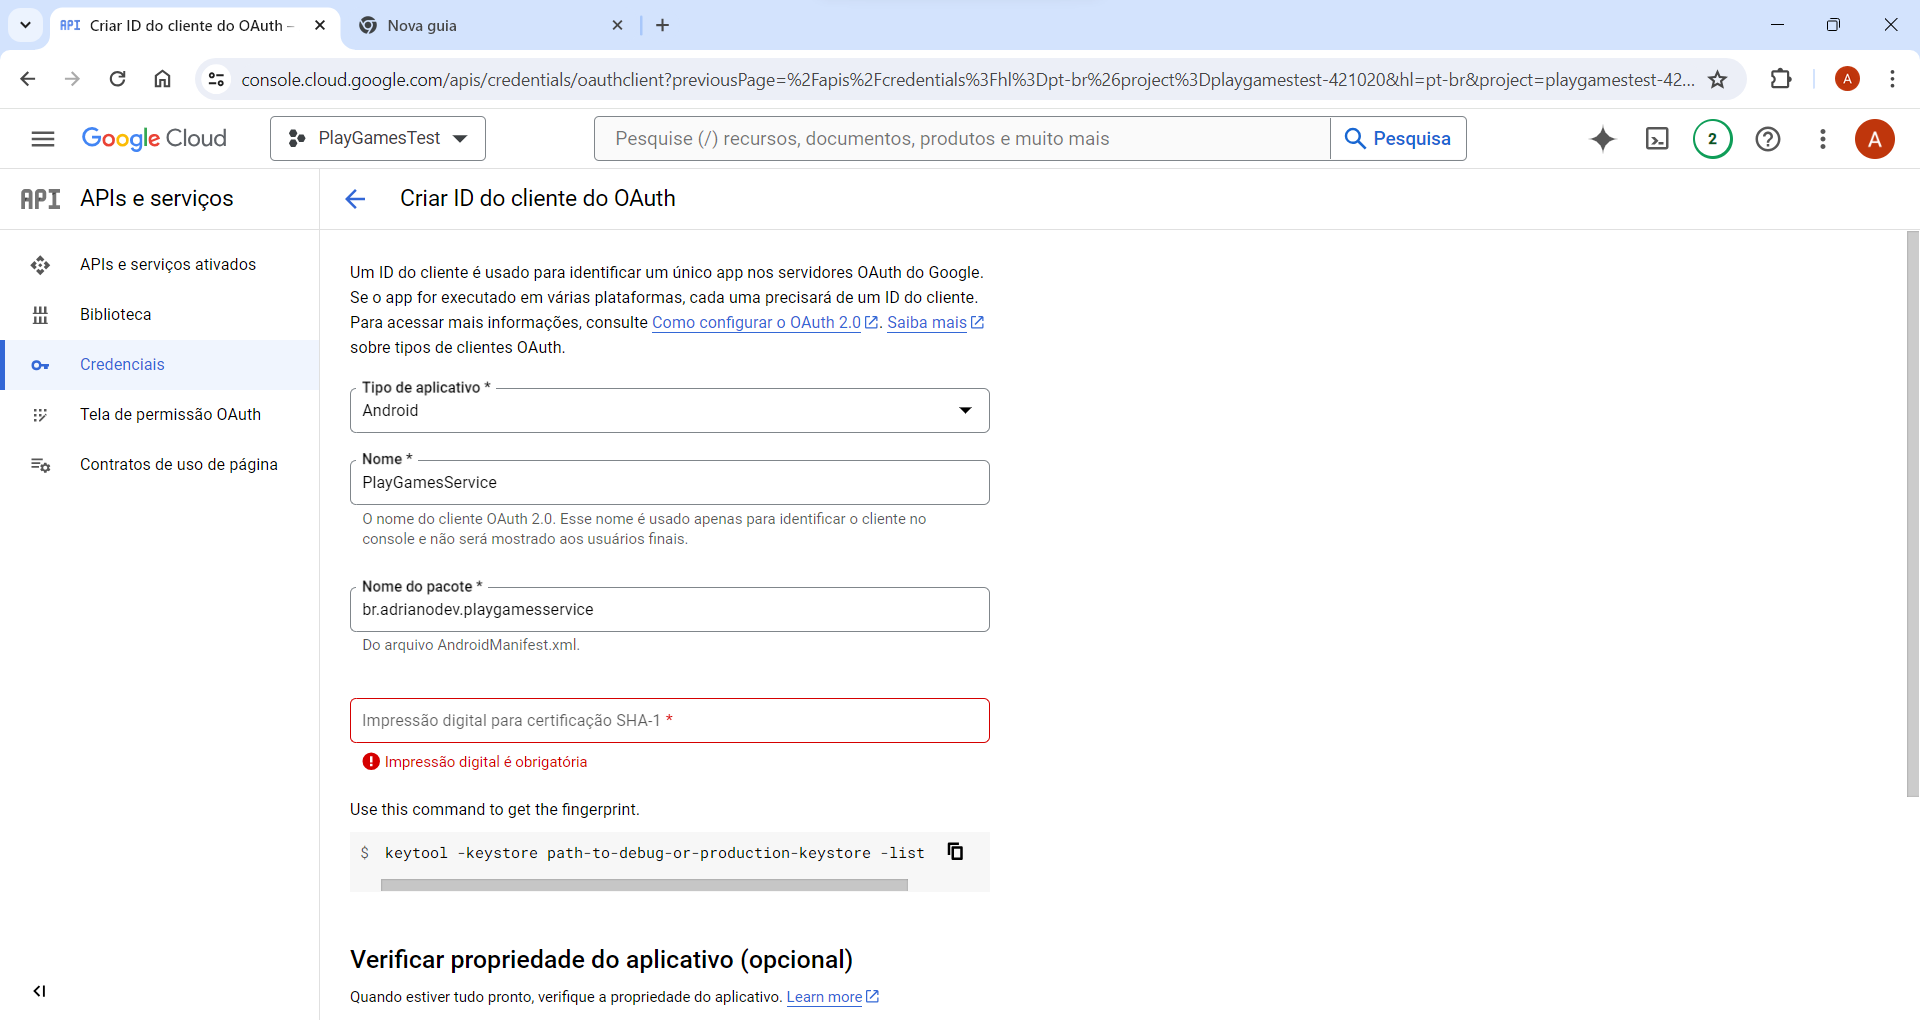 API Criar ID do cliente do OAuth –
Nova guia
console.cloud.google.com/apis/credentials/oauthclient?previousPage=%2Fapis%2Fcredentials%3Fhl%3Dpt-br%26project%3Dplaygamestest-421020&hl=pt-br&project=playgamestest-42...
A
Google Cloud
PlayGamesTest
Pesquise (/) recursos, documentos, produtos e muito mais
Pesquisa
2
A
API APIs e serviços
Criar ID do cliente do OAuth
APIs e serviços ativados
Biblioteca
Credenciais
Tela de permissão OAuth
Contratos de uso de página
Um ID do cliente é usado para identificar um único app nos servidores OAuth do Google.
Se o app for executado em várias plataformas, cada uma precisará de um ID do cliente.
Para acessar mais informações, consulte Como configurar o OAuth 2.0. Saiba mais
sobre tipos de clientes OAuth.
Tipo de aplicativo *
Android
Nome *
PlayGamesService
O nome do cliente OAuth 2.0. Esse nome é usado apenas para identificar o cliente no
console e não será mostrado aos usuários finais.
Nome do pacote *
br.adrianodev.playgamesservice
Do arquivo AndroidManifest.xml.
Impressão digital para certificação SHA-1 *
Impressão digital é obrigatória
Use this command to get the fingerprint.
$ keytool -keystore path-to-debug-or-production-keystore -list
Verificar propriedade do aplicativo (opcional)
Quando estiver tudo pronto, verifique a propriedade do aplicativo. Learn more